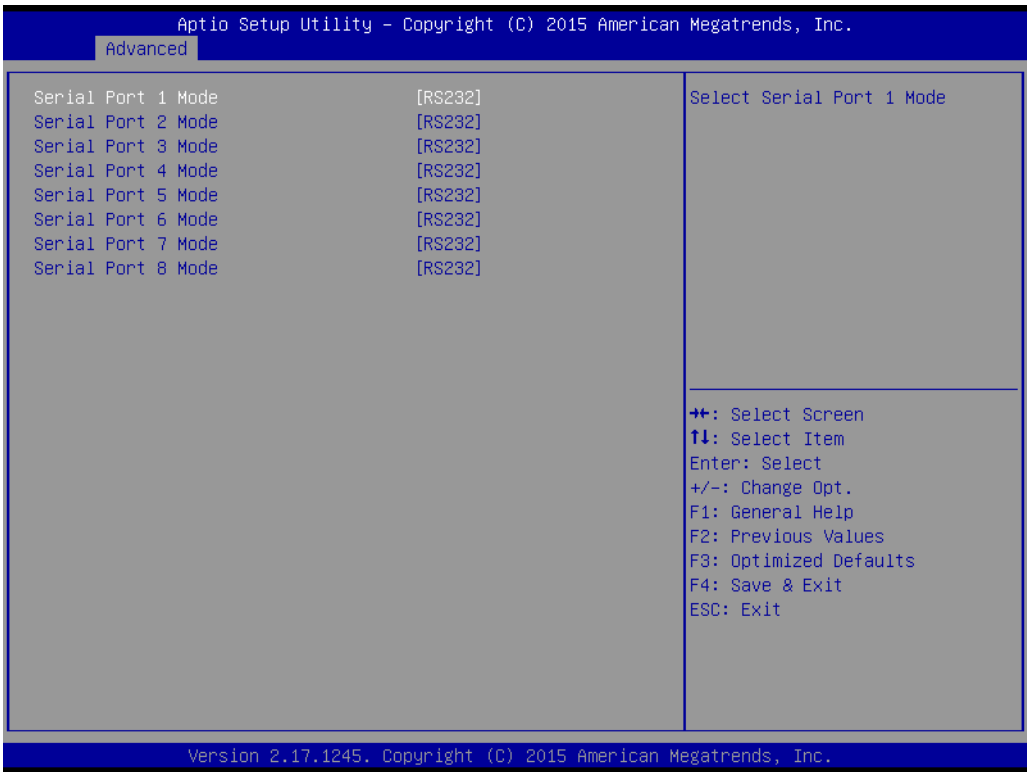 Aptio Setup Utility – Copyright (C) 2015 American Megatrends, Inc.
Advanced
Serial Port 1 Mode [RS232]
Serial Port 2 Mode [RS232]
Serial Port 3 Mode [RS232]
Serial Port 4 Mode [RS232]
Serial Port 5 Mode [RS232]
Serial Port 6 Mode [RS232]
Serial Port 7 Mode [RS232]
Serial Port 8 Mode [RS232]
Select Serial Port 1 Mode
→←: Select Screen
↑↓: Select Item
Enter: Select
+/-: Change Opt.
F1: General Help
F2: Previous Values
F3: Optimized Defaults
F4: Save & Exit
ESC: Exit
Version 2.17.1245. Copyright (C) 2015 American Megatrends, Inc.